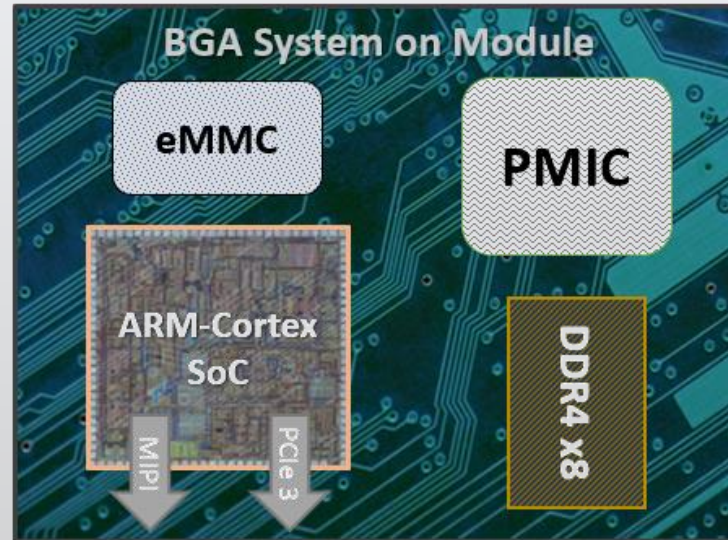 BGA System on Module
eMMC
PMIC
ARM-Cortex
SoC
MIPI
PCIe 3
DDR4 x8